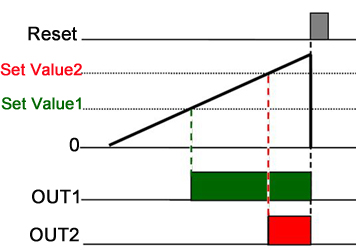 Reset
Set Value2
Set Value1
0
OUT1
OUT2